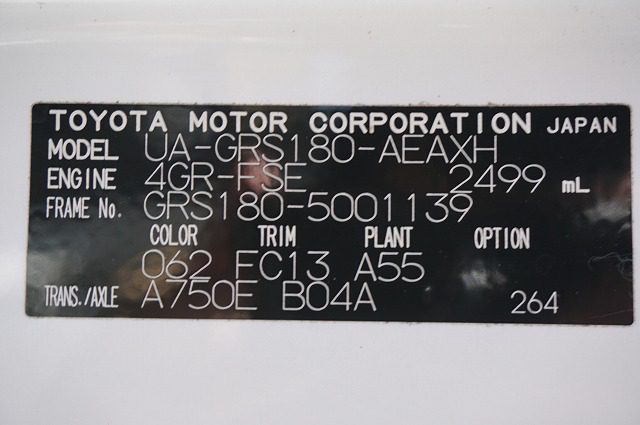 TOYOTA MOTOR CORPORATION JAPAN
MODEL UA-GRS180-AEAXH
ENGINE 4GR-FSE 2499 mL
FRAME No. GRS180-5001139
COLOR TRIM PLANT OPTION
062 FC13 A55
TRANS./AXLE A750E B04A 264